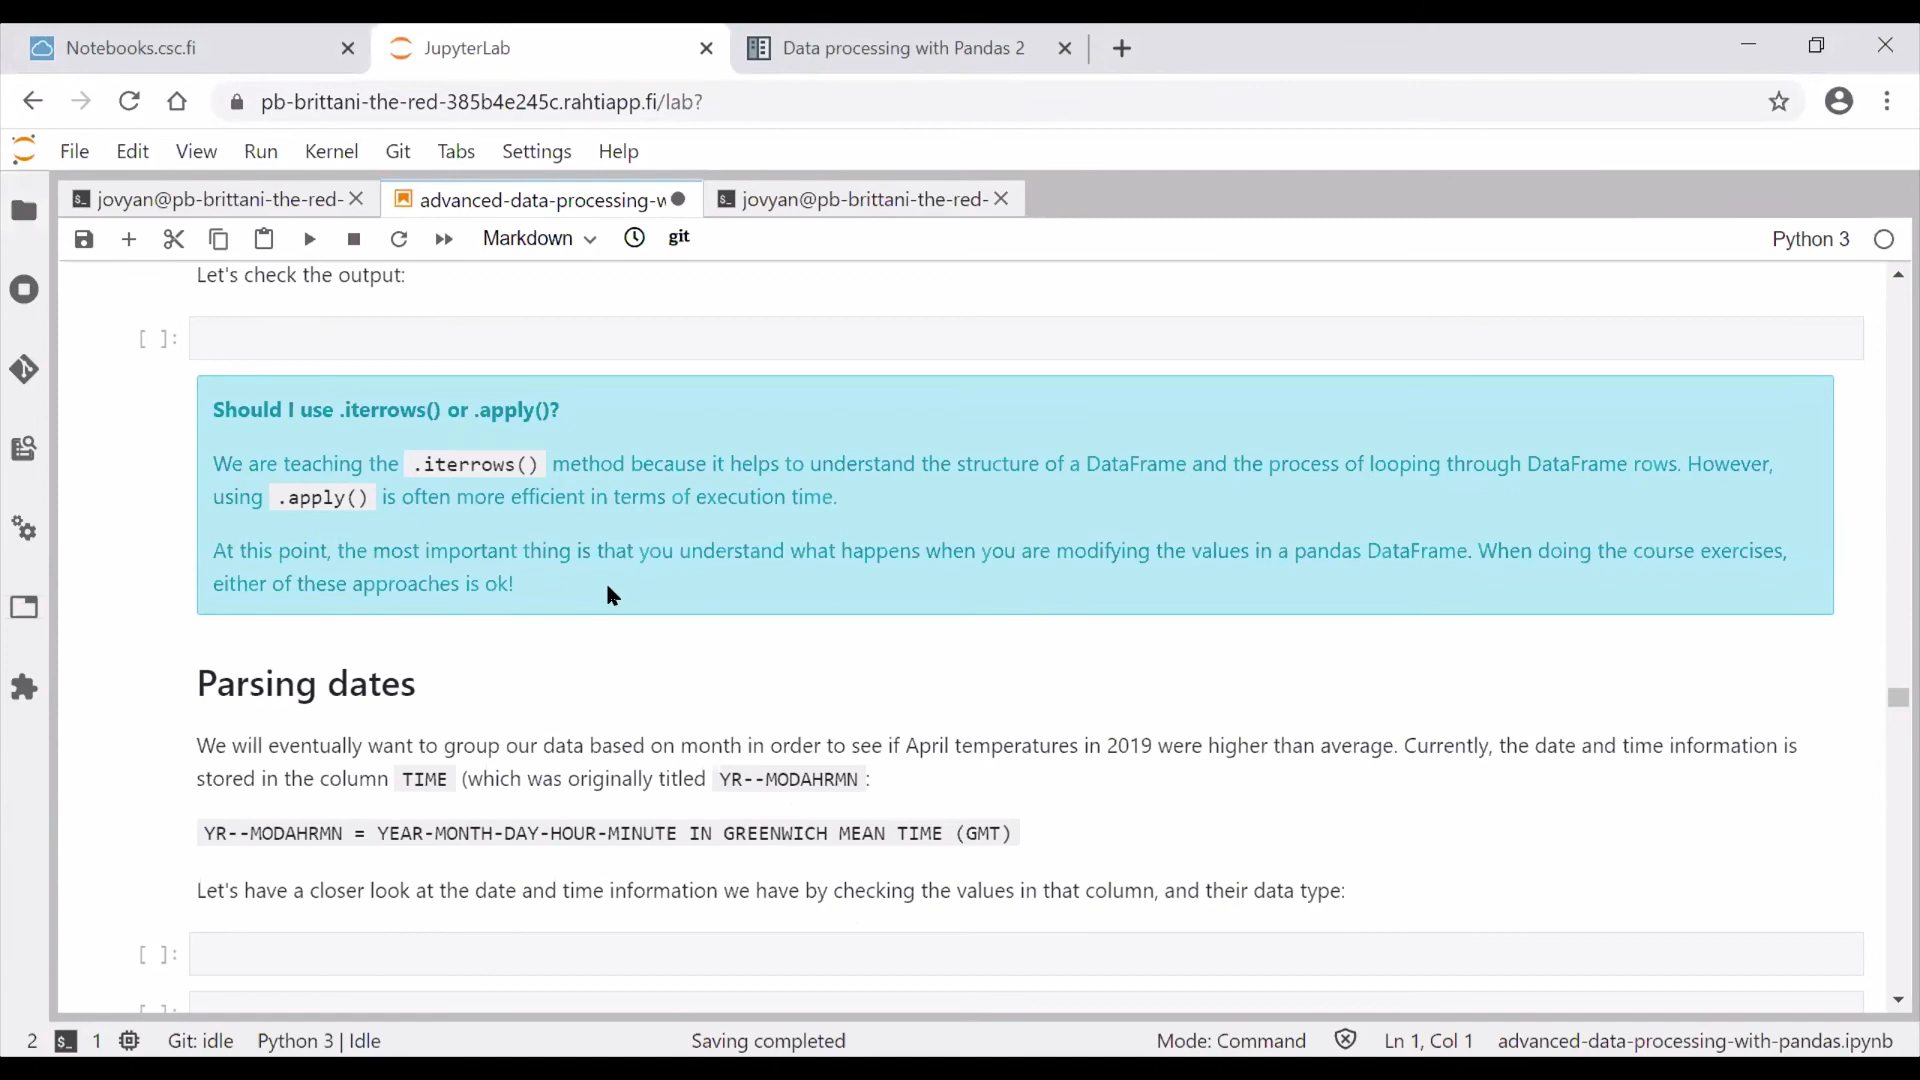 Notebooks.csc.fi
JupyterLab
Data processing with Pandas 2
pb-brittani-the-red-385b4e245c.rahtiapp.fi/lab?
File Edit View Run Kernel Git Tabs Settings Help
jovyan@pb-brittani-the-red-
advanced-data-processing-w
jovyan@pb-brittani-the-red-
Markdown
git
Python 3
Let's check the output:
[ ]:
Should I use .iterrows() or .apply()?
We are teaching the .iterrows() method because it helps to understand the structure of a DataFrame and the process of looping through DataFrame rows. However,
using .apply() is often more efficient in terms of execution time.
At this point, the most important thing is that you understand what happens when you are modifying the values in a pandas DataFrame. When doing the course exercises,
either of these approaches is ok!
Parsing dates
We will eventually want to group our data based on month in order to see if April temperatures in 2019 were higher than average. Currently, the date and time information is
stored in the column TIME (which was originally titled YR--MODAHRMN :
YR--MODAHRMN = YEAR-MONTH-DAY-HOUR-MINUTE IN GREENWICH MEAN TIME (GMT)
Let's have a closer look at the date and time information we have by checking the values in that column, and their data type:
[ ]:
[ ]:
2 $_ 1 Git: idle Python 3 | Idle Saving completed Mode: Command Ln 1, Col 1 advanced-data-processing-with-pandas.ipynb